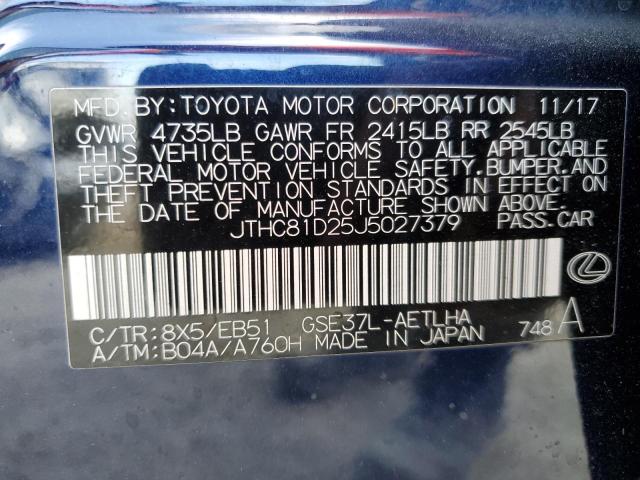 MFD. BY: TOYOTA MOTOR CORPORATION 11/17
GVWR 4735LB GAWR FR 2415LB RR 2545LB
THIS VEHICLE CONFORMS TO ALL APPLICABLE
FEDERAL MOTOR VEHICLE SAFETY, BUMPER, AND
THEFT PREVENTION STANDARDS IN EFFECT ON
THE DATE OF MANUFACTURE SHOWN ABOVE.
JTHC81D25J5027379 PASS. CAR
C/TR: 8X5/EB51 GSE37L-AETLHA
A/TM: B04A/A760H MADE IN JAPAN 748 A